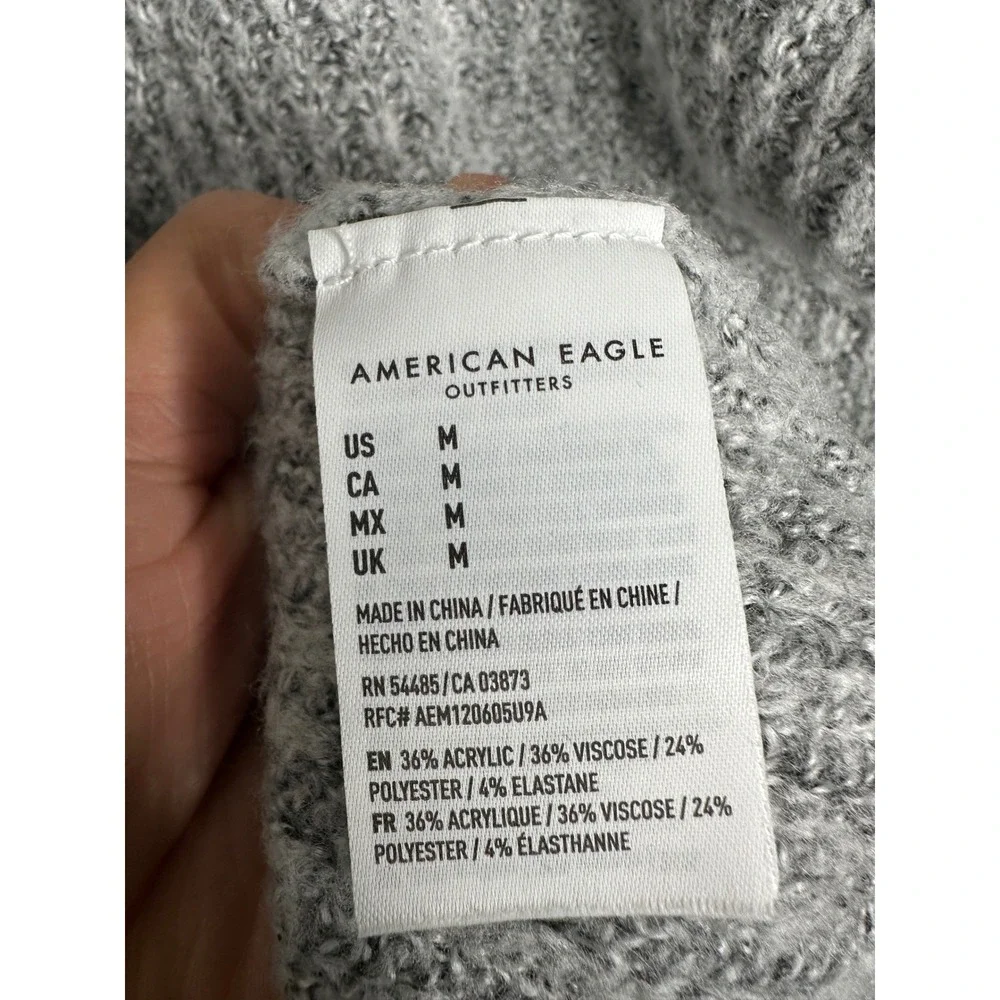 AMERICAN EAGLE
OUTFITTERS
US M
CA M
MX M
UK M
MADE IN CHINA / FABRIQUÉ EN CHINE /
HECHO EN CHINA
RN 54485/CA 03873
RFC# AEM120605U9A
EN 36% ACRYLIC / 36% VISCOSE / 24%
POLYESTER / 4% ELASTANE
FR 36% ACRYLIQUE / 36% VISCOSE / 24%
POLYESTER / 4% ÉLASTHANNE